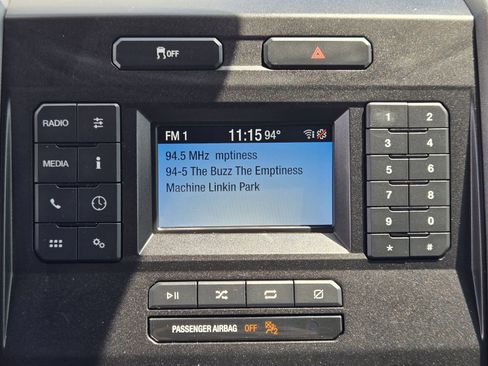 OFF
FM 1 11:15 94°
RADIO
94.5 MHz mptiness
94-5 The Buzz The Emptiness
Machine Linkin Park
MEDIA i
1 2
3 4
5 6
7 8
9 0
* #
PASSENGER AIRBAG OFF